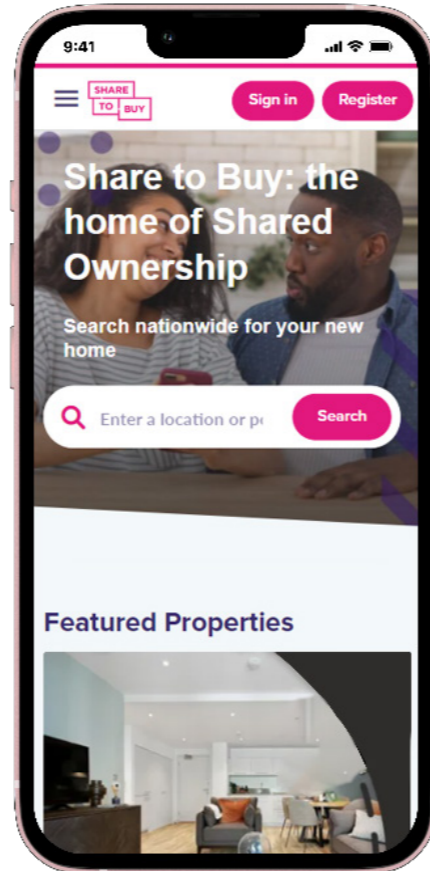 9:41
SHARE
TO BUY
Sign in
Register
Share to Buy: the
home of Shared
Ownership
Search nationwide for your new
home
Enter a location or
Search
Featured Properties